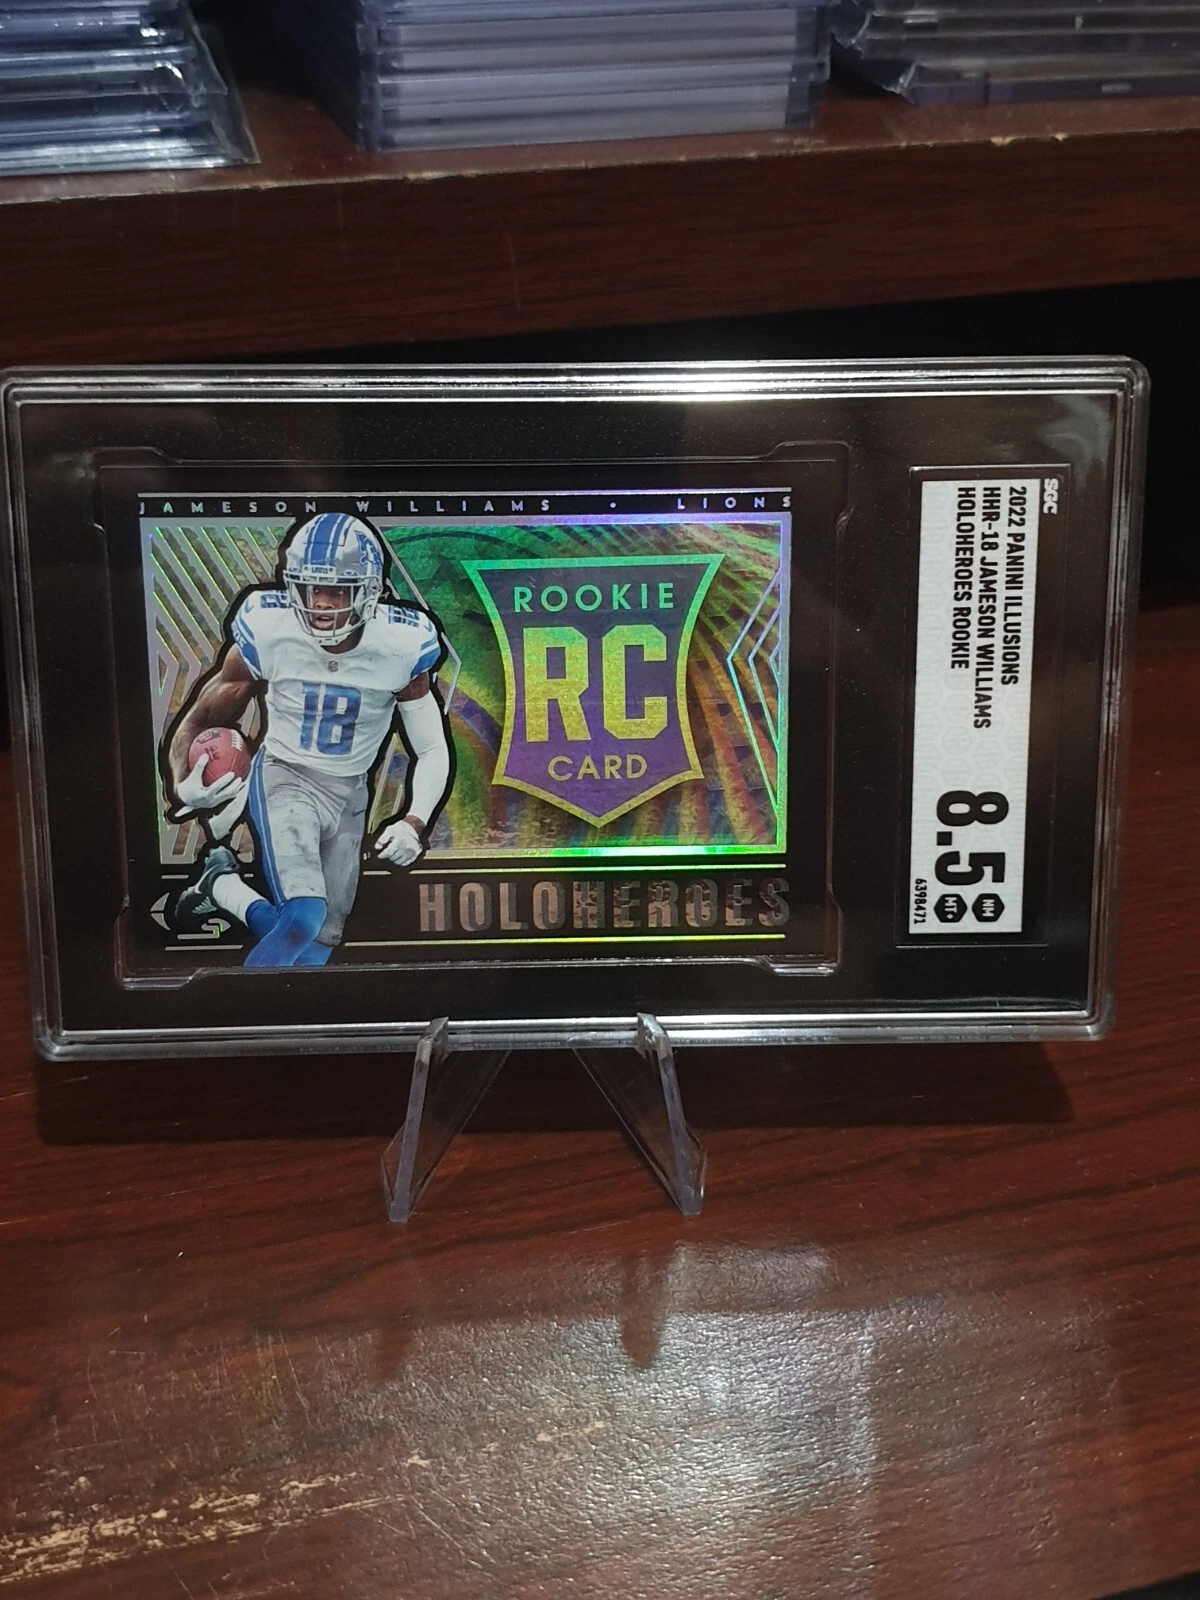 JAMESON WILLIAMS • LIONS
18
18
ROOKIE
RC
CARD
HOLOHEROES
SGC
2022 PANINI ILLUSIONS
HHR-18 JAMESON WILLIAMS
HOLOHEROES ROOKIE
8.5
NM
MT+
6398471